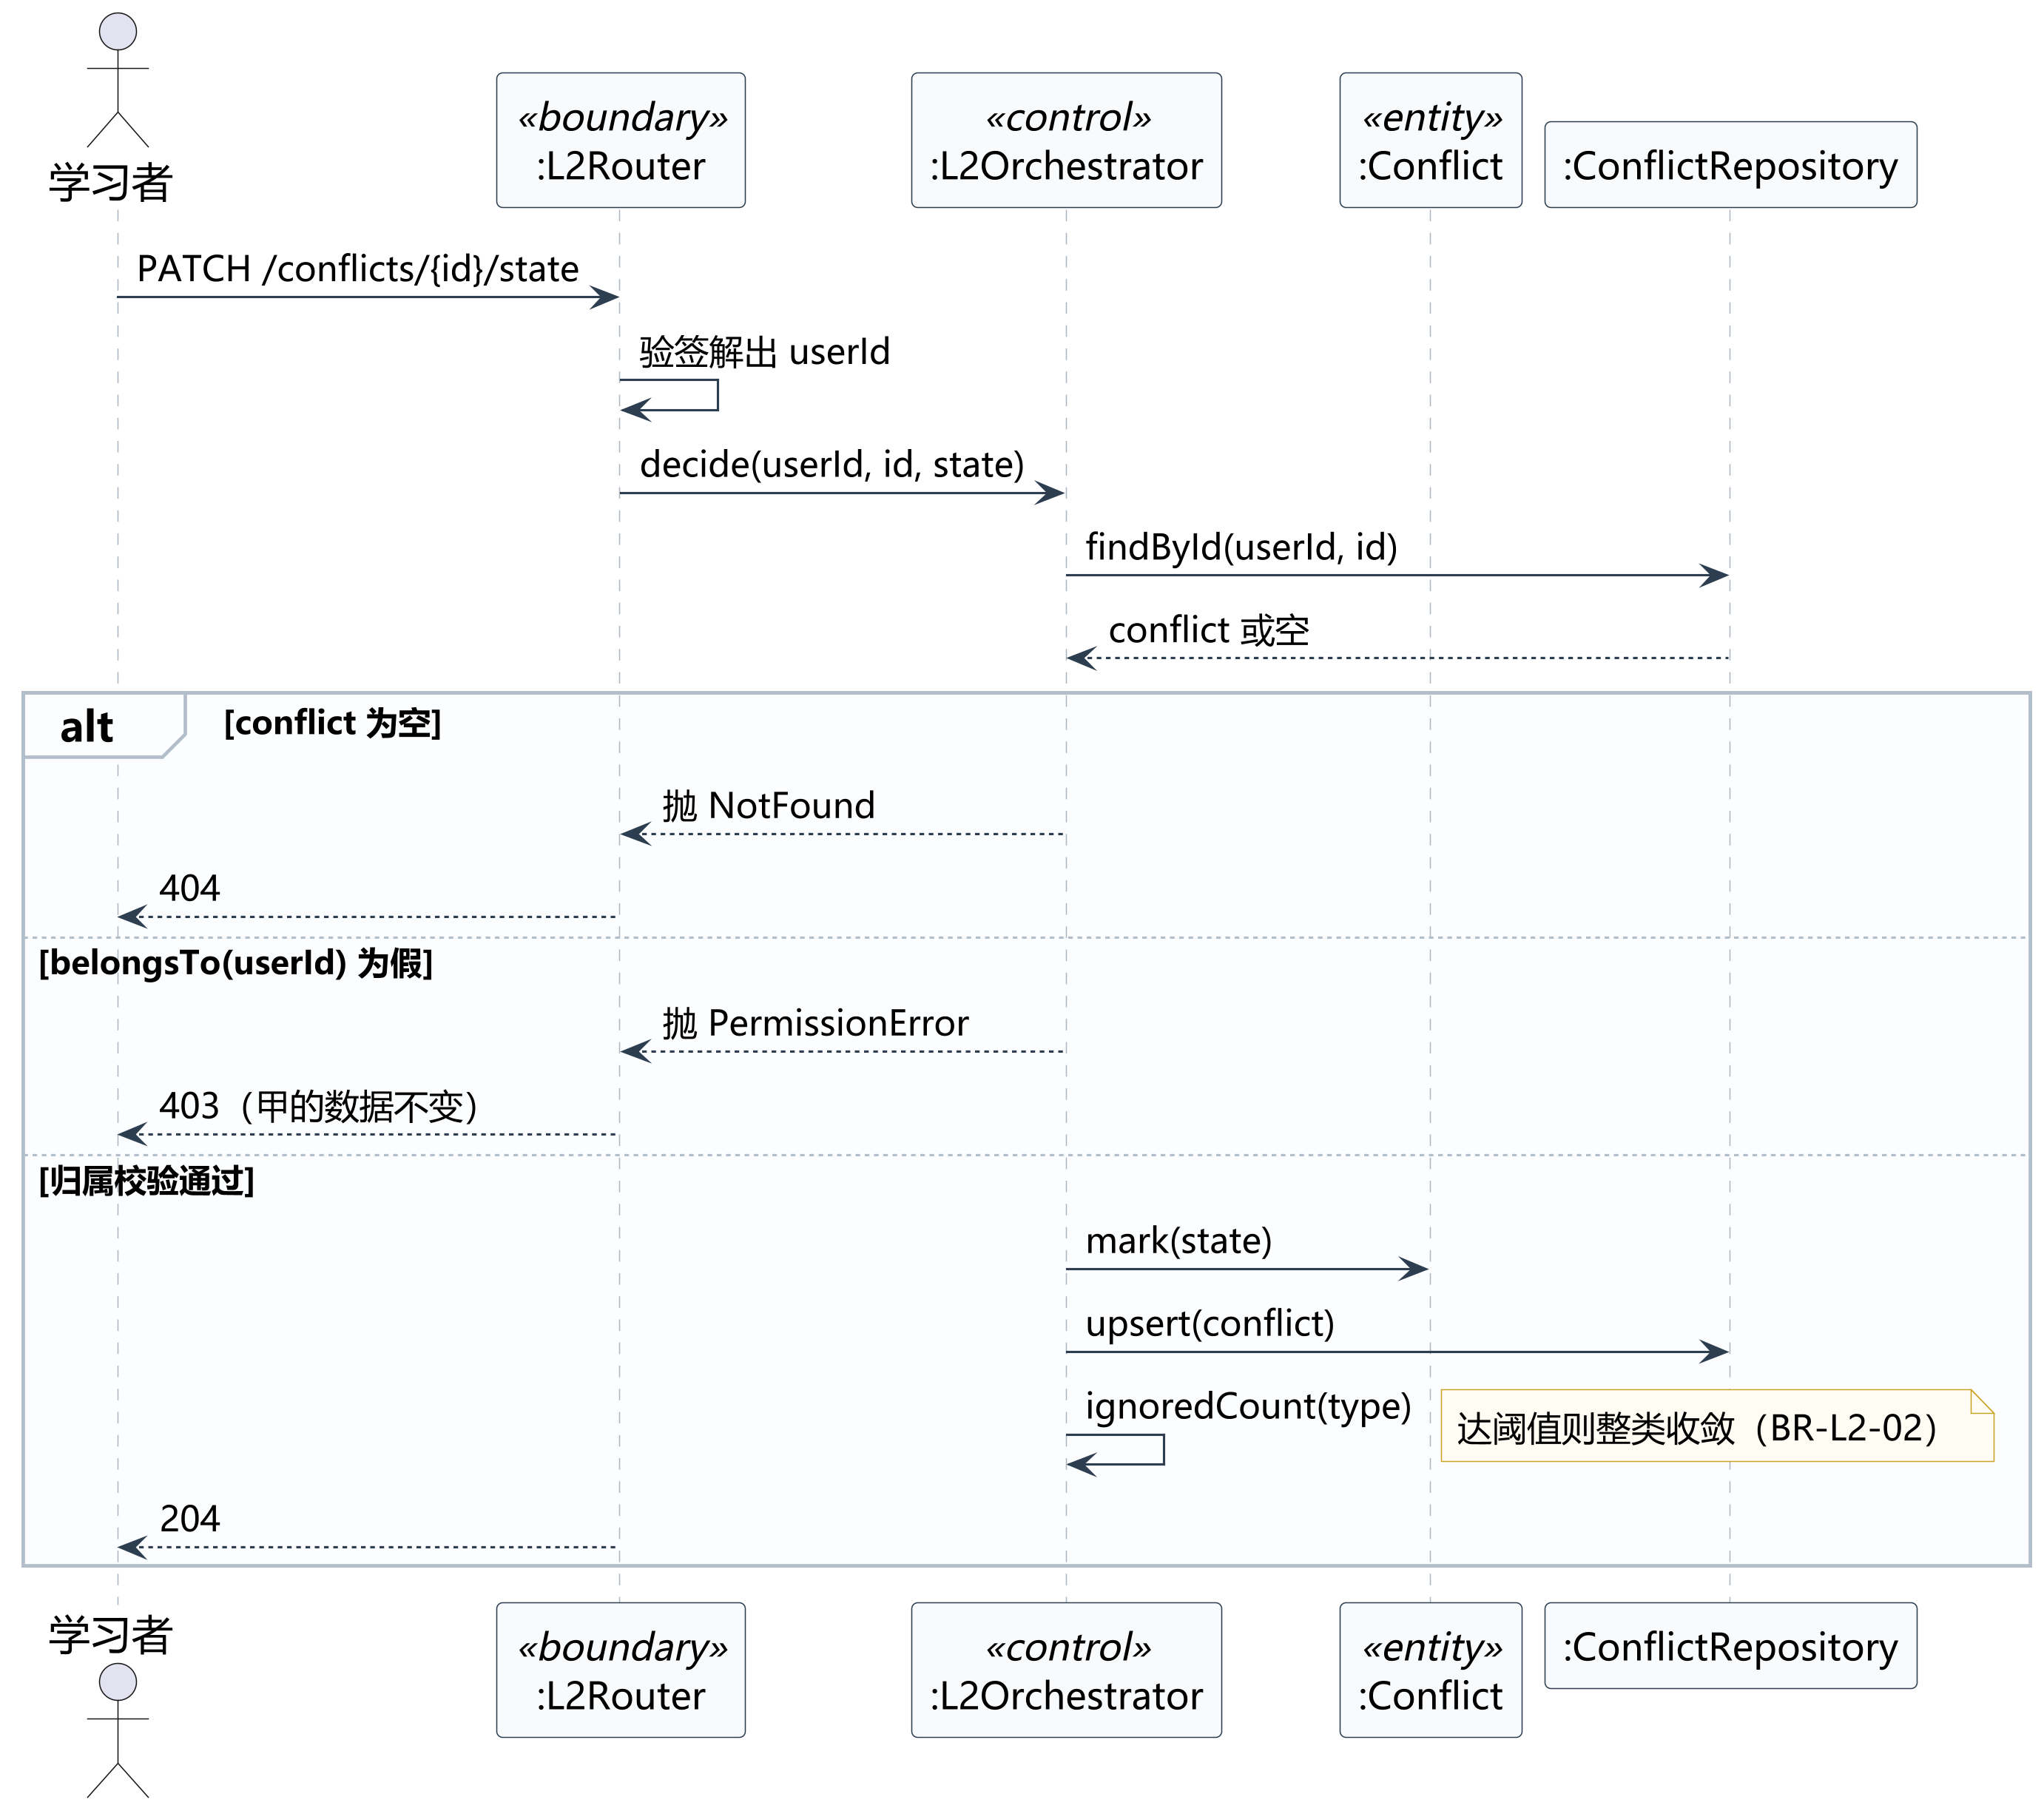 学习者
«boundary»
:L2Router
«control»
:L2Orchestrator
«entity»
:Conflict
:ConflictRepository
PATCH /conflicts/{id}/state
验签解出 userId
decide(userId, id, state)
findById(userId, id)
conflict 或空
alt
[conflict 为空]
抛 NotFound
404
[belongsTo(userId) 为假]
抛 PermissionError
403（甲的数据不变）
[归属校验通过]
mark(state)
upsert(conflict)
ignoredCount(type)
达阈值则整类收敛（BR-L2-02）
204
学习者
«boundary»
:L2Router
«control»
:L2Orchestrator
«entity»
:Conflict
:ConflictRepository